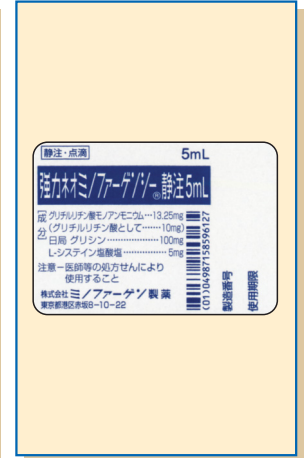 静注・点滴
5mL
強力ネオミノファーゲンシー®静注5mL
成分
グリチルリチン酸モノアンモニウム…13.25mg
(グリチルリチン酸として……10mg)
日局 グリシン………………100mg
L-システイン塩酸塩……………5mg
注意－医師等の処方せんにより
使用すること
株式会社 ミノファーゲン製薬
東京都港区赤坂8-10-22
(01)04987158596127
製造番号
使用期限